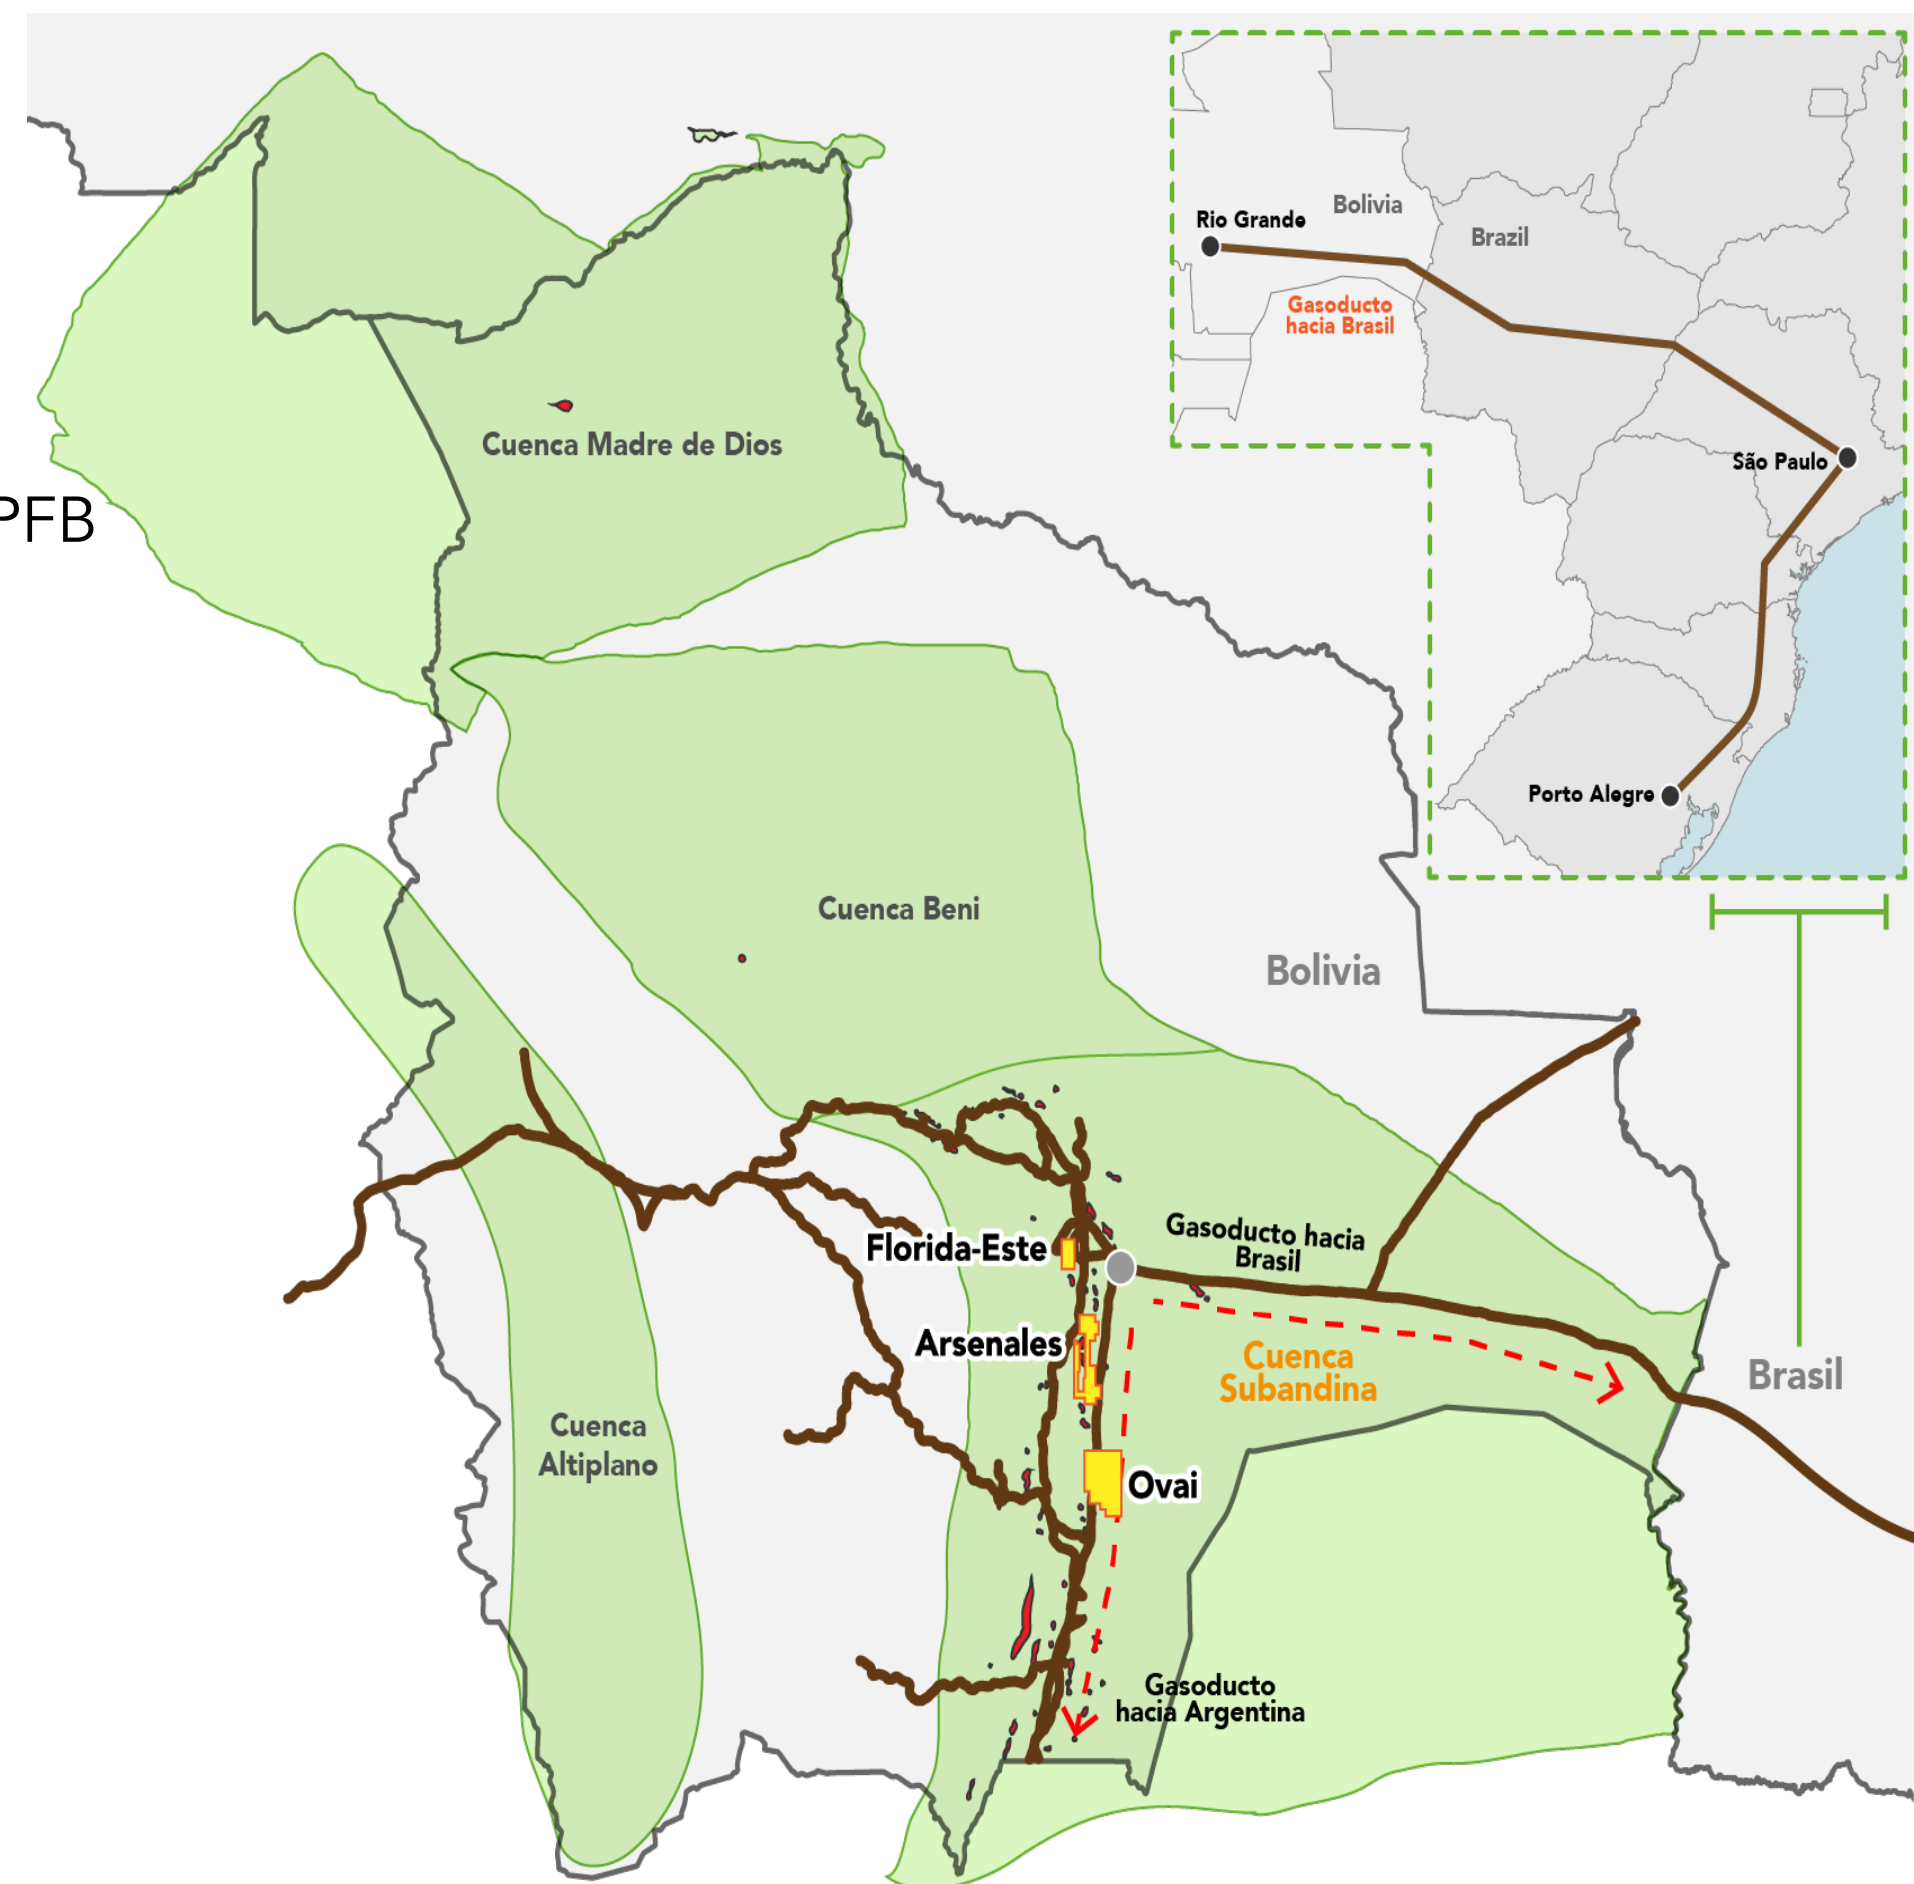 Rio Grande
Bolivia
Brazil
Gasoducto
hacia Brasil
São Paulo
Porto Alegre
Cuenca Madre de Dios
PFB
Cuenca Beni
Bolivia
Gasoducto hacia
Brasil
Florida-Este
Arsenales
Cuenca
Subandina
Brasil
Cuenca
Altiplano
Ovai
Gasoducto
hacia Argentina